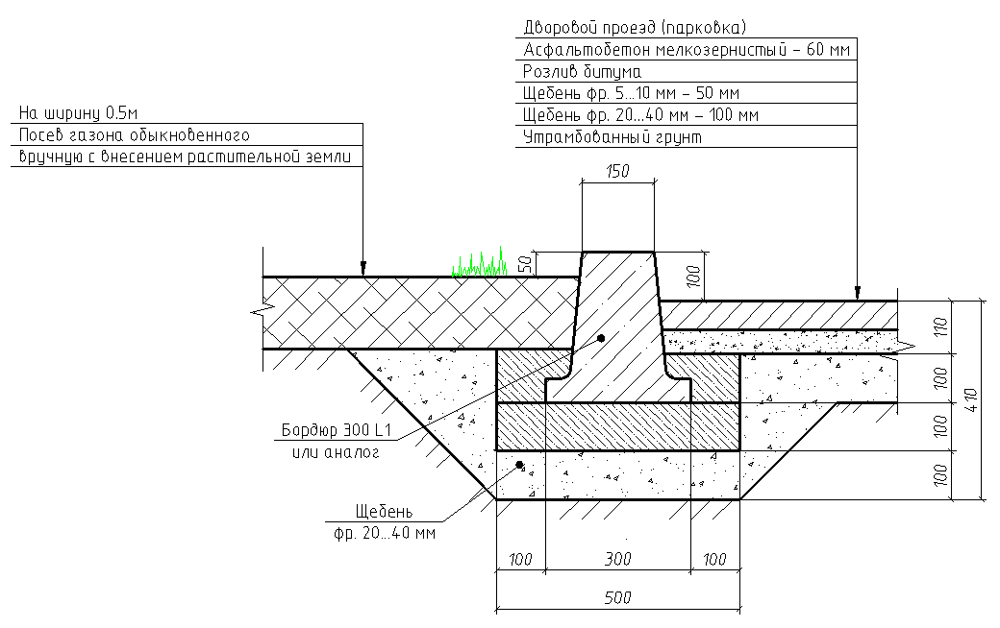 Дворовой проезд (парковка)
Асфальтобетон мелкозернистый – 60 мм
Розлив битума
Щебень фр. 5...10 мм – 50 мм
Щебень фр. 20...40 мм – 100 мм
Утрамбованный грунт
На ширину 0.5м
Посев газона обыкновенного
вручную с внесением растительной земли
150
50
100
110
100
410
100
100
Бордюр 300 L1
или аналог
Щебень
фр. 20...40 мм
100
300
100
500